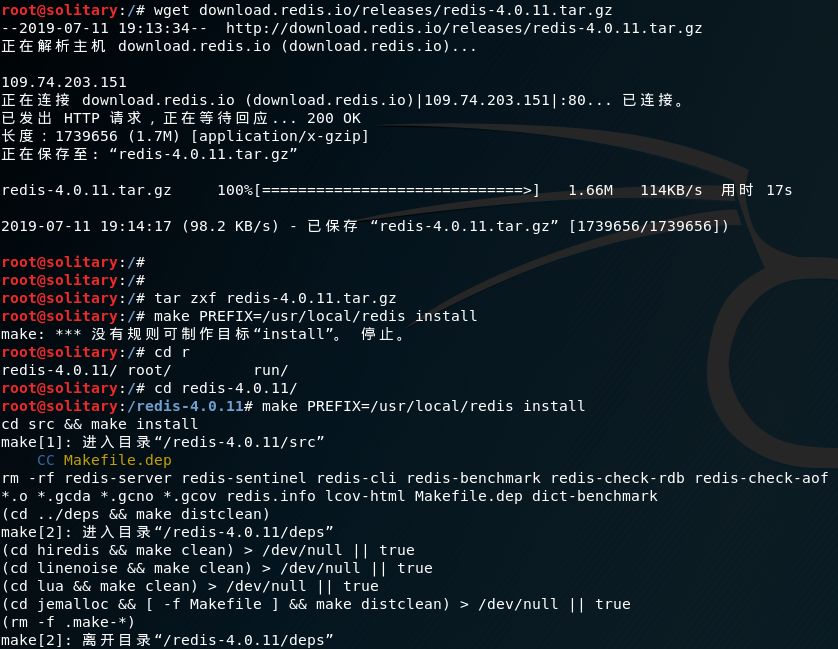 root@solitary:/# wget download.redis.io/releases/redis-4.0.11.tar.gz
--2019-07-11 19:13:34--  http://download.redis.io/releases/redis-4.0.11.tar.gz
正在解析主机 download.redis.io (download.redis.io)...
109.74.203.151
正在连接 download.redis.io (download.redis.io)|109.74.203.151|:80... 已连接。
已发出 HTTP 请求，正在等待回应... 200 OK
长度：1739656 (1.7M) [application/x-gzip]
正在保存至: “redis-4.0.11.tar.gz”
redis-4.0.11.tar.gz     100%[=============================>]   1.66M   114KB/s  用时 17s
2019-07-11 19:14:17 (98.2 KB/s) - 已保存 “redis-4.0.11.tar.gz” [1739656/1739656])
root@solitary:/#
root@solitary:/#
root@solitary:/# tar zxf redis-4.0.11.tar.gz
root@solitary:/# make PREFIX=/usr/local/redis install
make: *** 没有规则可制作目标“install”。 停止。
root@solitary:/# cd r
redis-4.0.11/ root/         run/
root@solitary:/# cd redis-4.0.11/
root@solitary:/redis-4.0.11# make PREFIX=/usr/local/redis install
cd src && make install
make[1]: 进入目录“/redis-4.0.11/src”
    CC Makefile.dep
rm -rf redis-server redis-sentinel redis-cli redis-benchmark redis-check-rdb redis-check-aof
*.o *.gcda *.gcno *.gcov redis.info lcov-html Makefile.dep dict-benchmark
(cd ../deps && make distclean)
make[2]: 进入目录“/redis-4.0.11/deps”
(cd hiredis && make clean) > /dev/null || true
(cd linenoise && make clean) > /dev/null || true
(cd lua && make clean) > /dev/null || true
(cd jemalloc && [ -f Makefile ] && make distclean) > /dev/null || true
(rm -f .make-*)
make[2]: 离开目录“/redis-4.0.11/deps”